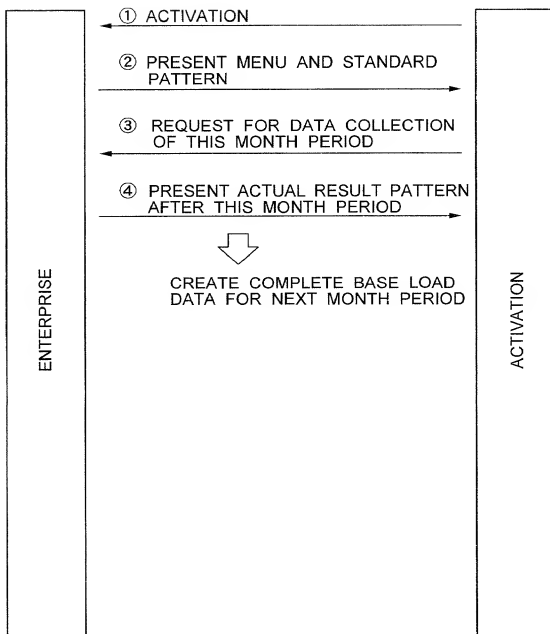 ① ACTIVATION
② PRESENT MENU AND STANDARD
PATTERN
③ REQUEST FOR DATA COLLECTION
OF THIS MONTH PERIOD
④ PRESENT ACTUAL RESULT PATTERN
AFTER THIS MONTH PERIOD
CREATE COMPLETE BASE LOAD
DATA FOR NEXT MONTH PERIOD
ENTERPRISE
ACTIVATION